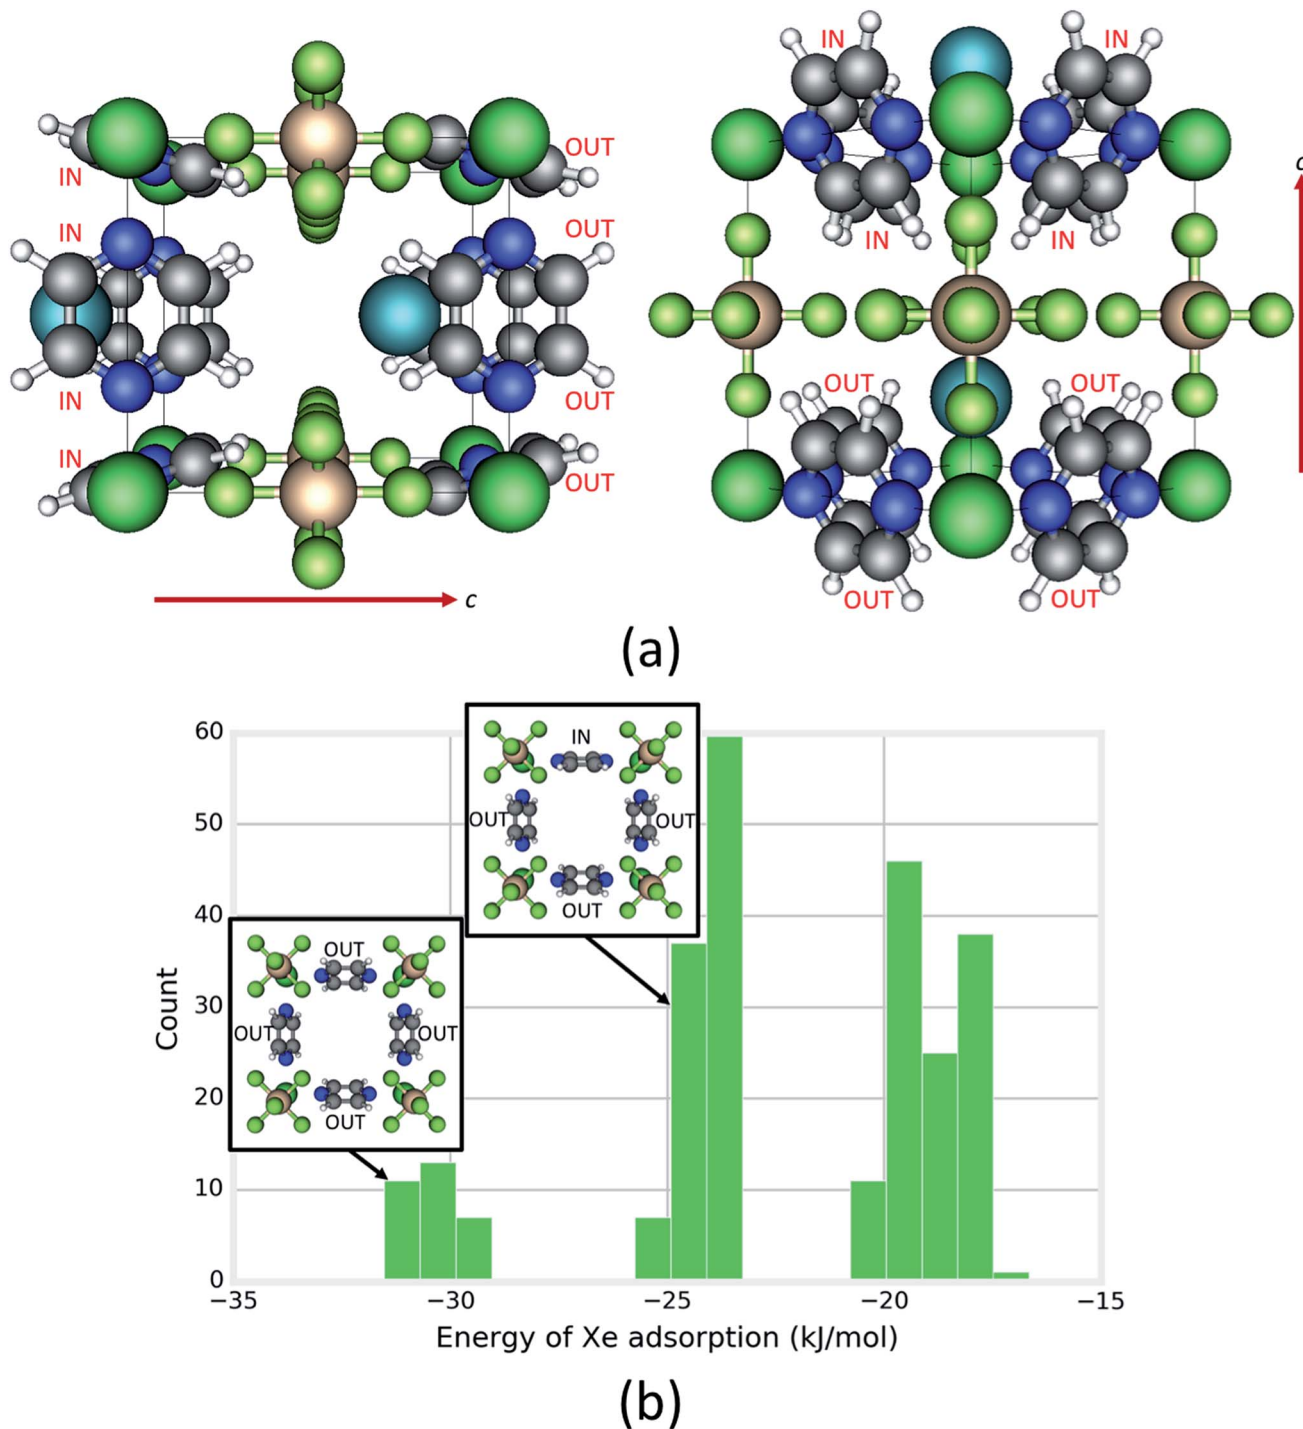 IN IN
IN OUT
IN OUT
IN OUT
IN OUT
c
IN IN
c
IN IN
OUT OUT
OUT OUT
(a)
60
50
40
30
20
10
0
Count
IN
OUT OUT
OUT
OUT
OUT OUT
OUT
−35 −30 −25 −20 −15
Energy of Xe adsorption (kJ/mol)
(b)